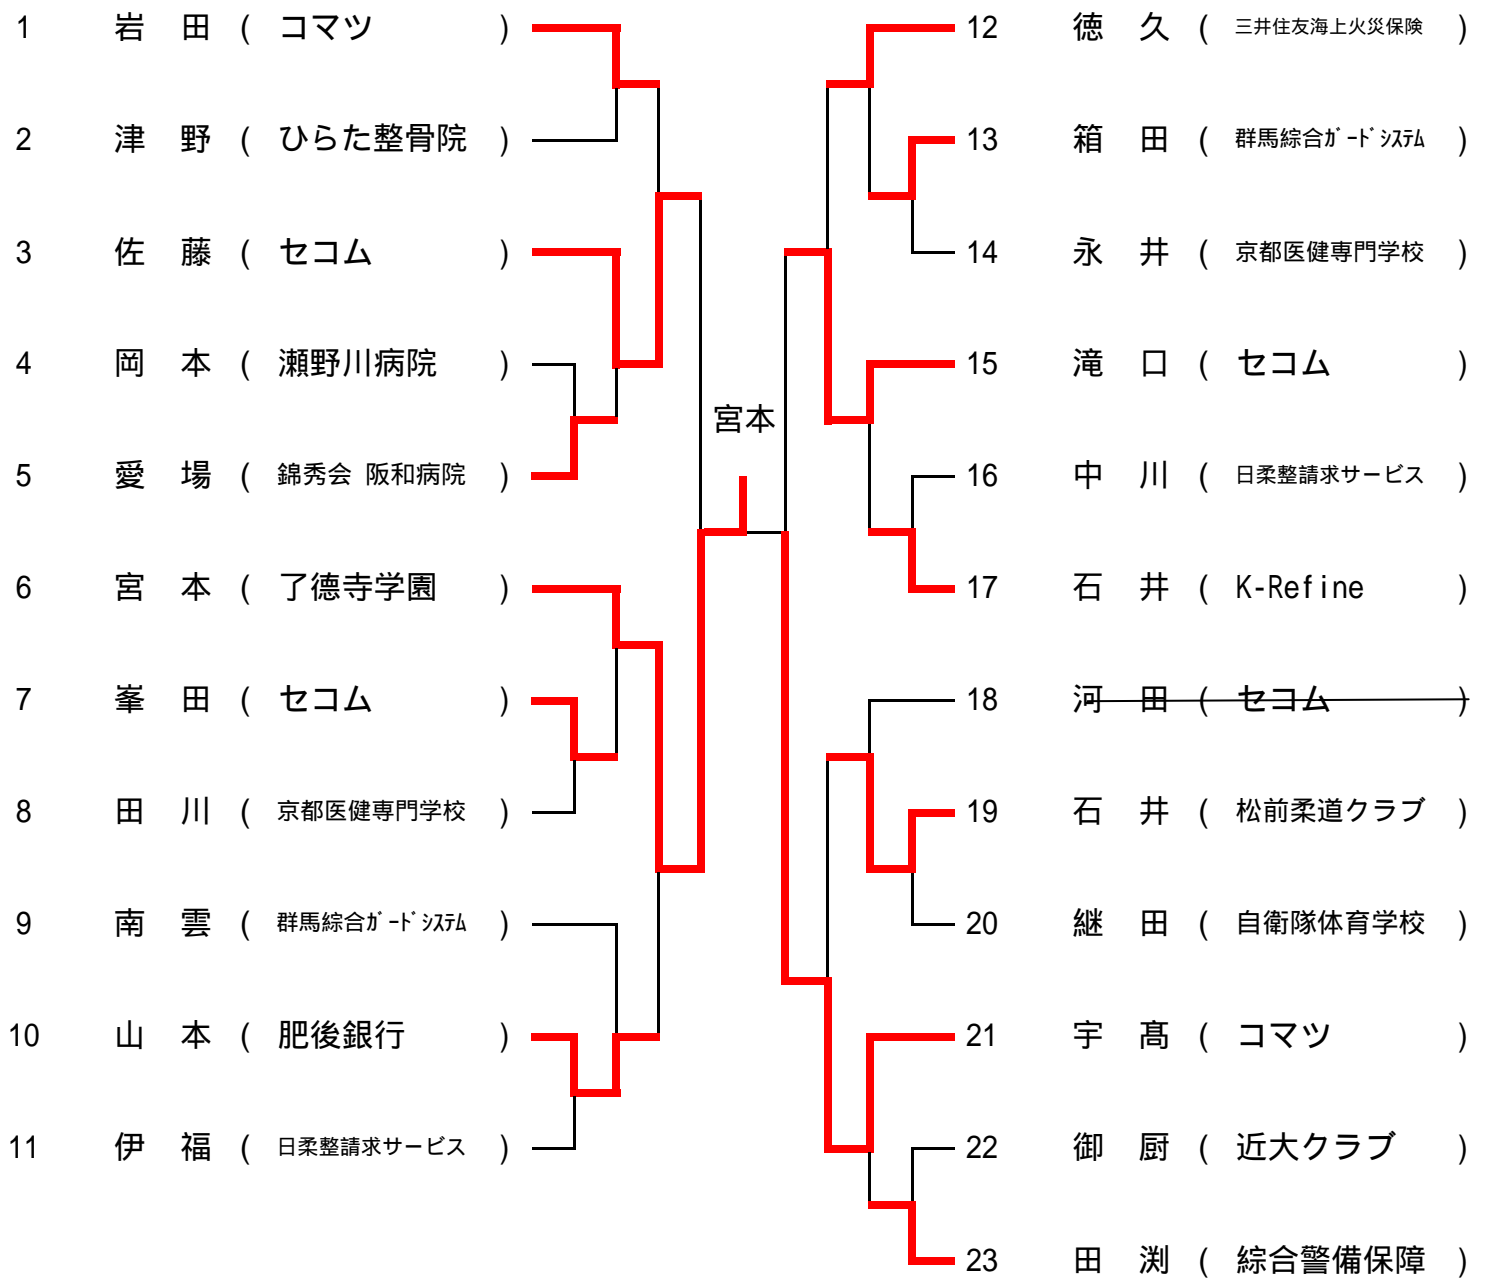 1 岩 田 ( コマツ )
2 津 野 ( ひらた整骨院 )
3 佐 藤 ( セコム )
4 岡 本 ( 瀬野川病院 )
5 愛 場 ( 錦秀会 阪和病院 )
6 宮 本 ( 了德寺学園 )
7 峯 田 ( セコム )
8 田 川 ( 京都医健専門学校 )
9 南 雲 ( 群馬綜合ｶﾞｰﾄﾞｼｽﾃﾑ )
10 山 本 ( 肥後銀行 )
11 伊 福 ( 日柔整請求サービス )
宮本
12 徳 久 ( 三井住友海上火災保険 )
13 箱 田 ( 群馬綜合ｶﾞｰﾄﾞｼｽﾃﾑ )
14 永 井 ( 京都医健専門学校 )
15 滝 口 ( セコム )
16 中 川 ( 日柔整請求サービス )
17 石 井 ( K-Refine )
18 河 田 ( セコム )
19 石 井 ( 松前柔道クラブ )
20 継 田 ( 自衛隊体育学校 )
21 宇 髙 ( コマツ )
22 御 厨 ( 近大クラブ )
23 田 渕 ( 綜合警備保障 )